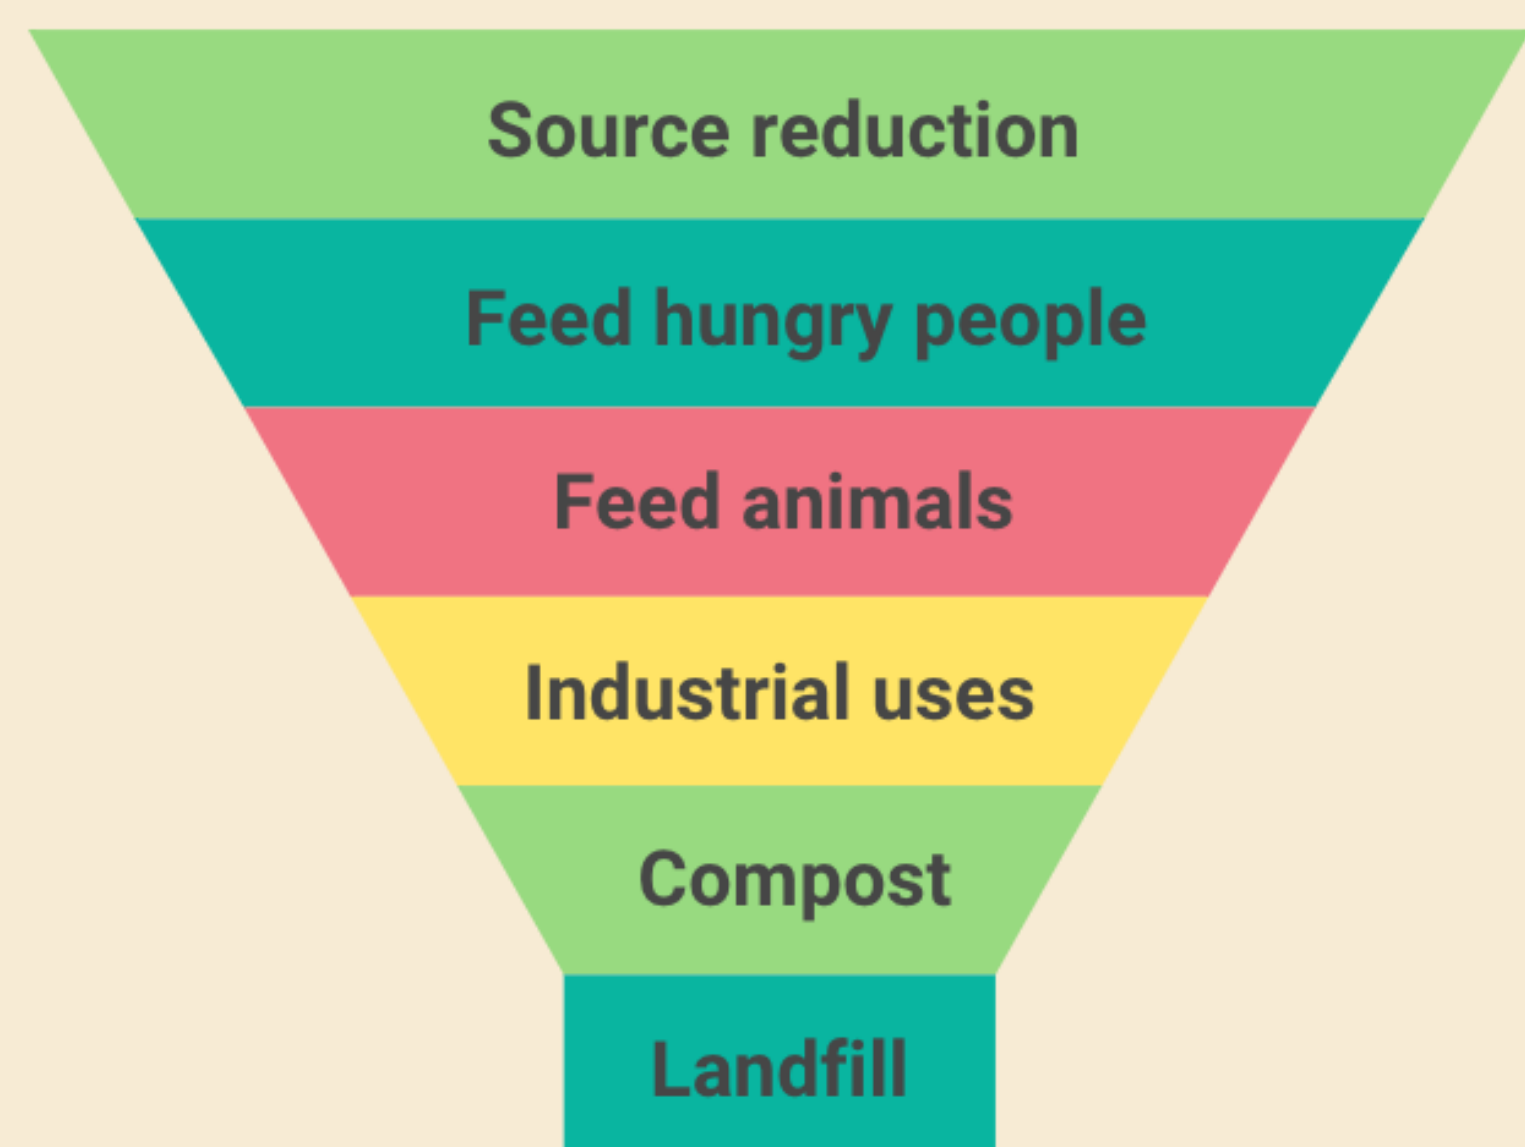 Source reduction
Feed hungry people
Feed animals
Industrial uses
Compost
Landfill